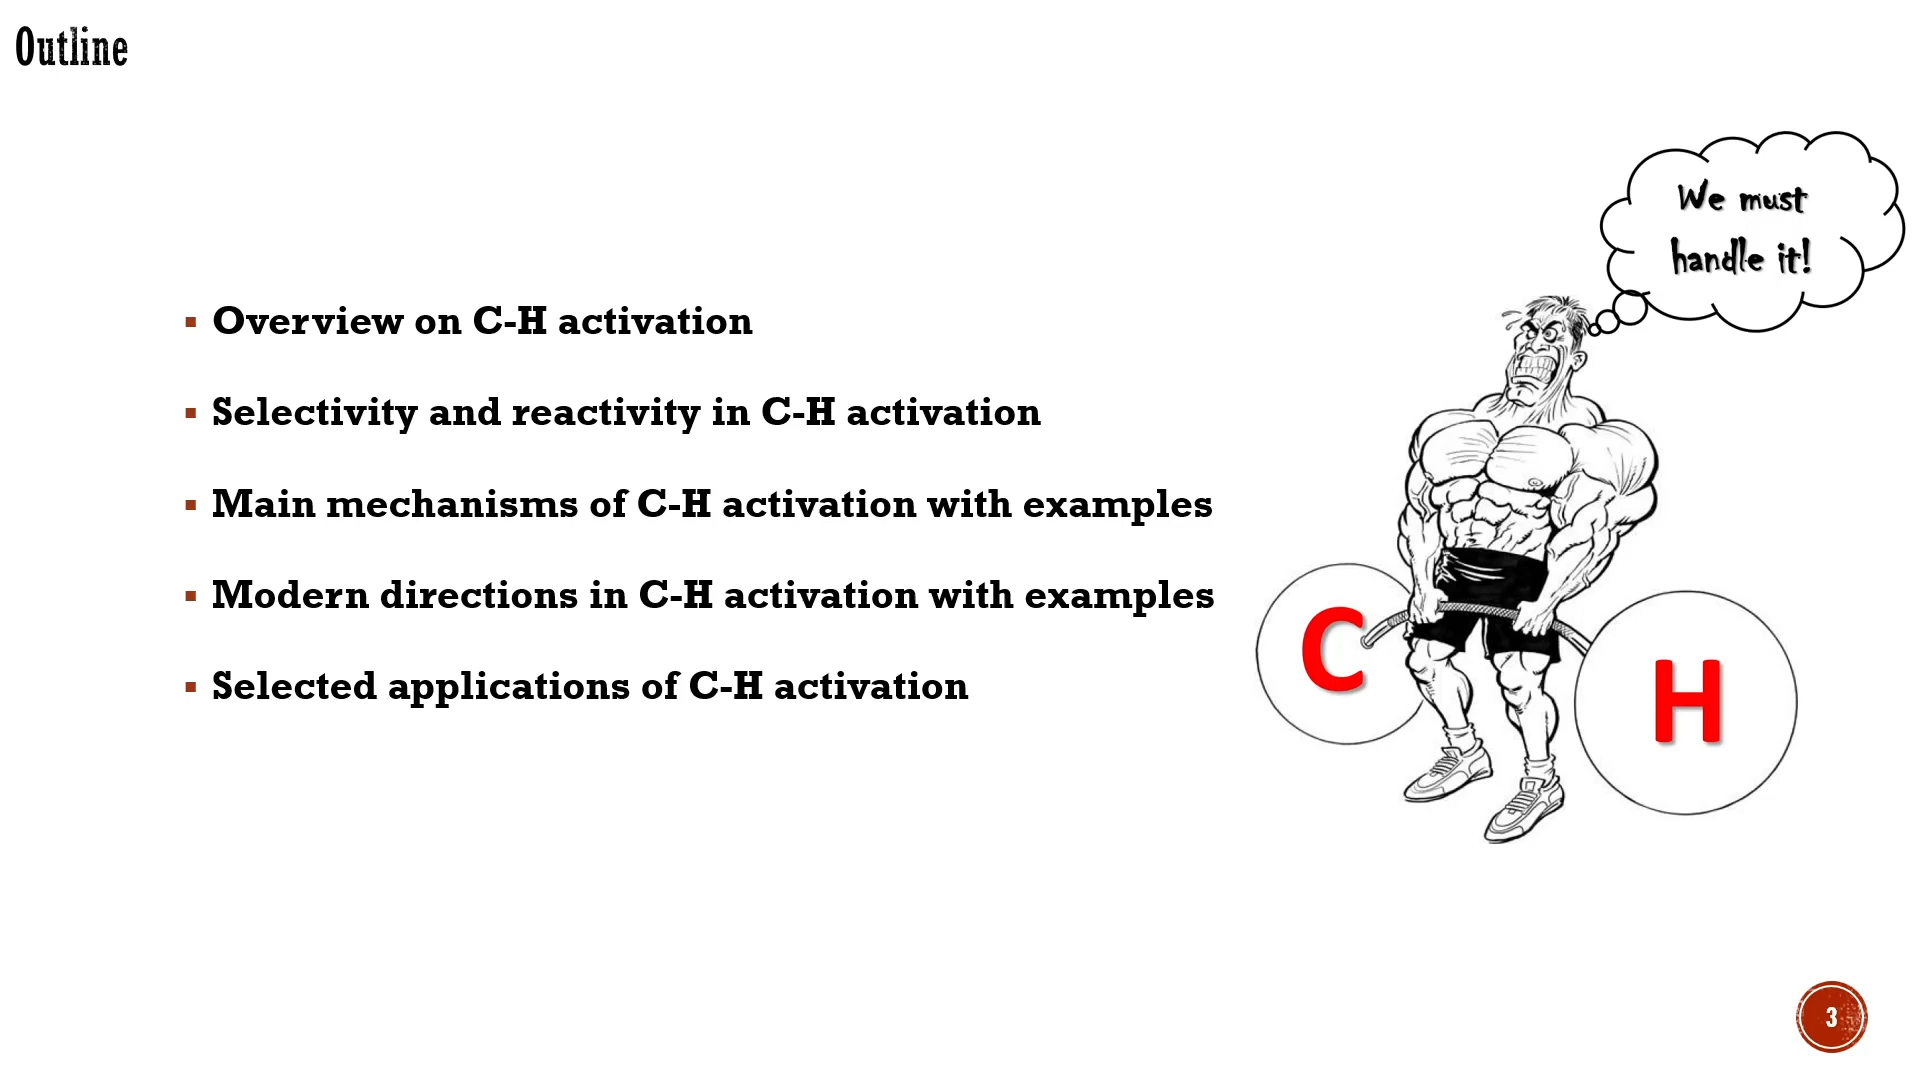 Outline
We must
handle it!
▪ Overview on C-H activation
▪ Selectivity and reactivity in C-H activation
▪ Main mechanisms of C-H activation with examples
▪ Modern directions in C-H activation with examples
▪ Selected applications of C-H activation
C
H
3